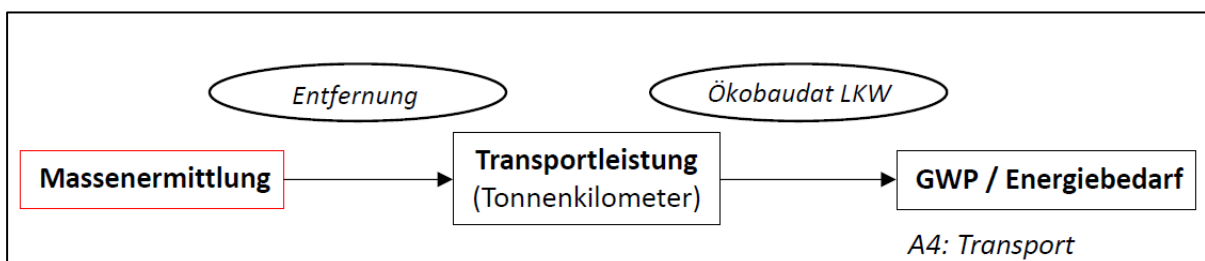 Entfernung
Ökobaudat LKW
Massenermittlung
Transportleistung
(Tonnenkilometer)
GWP / Energiebedarf
A4: Transport